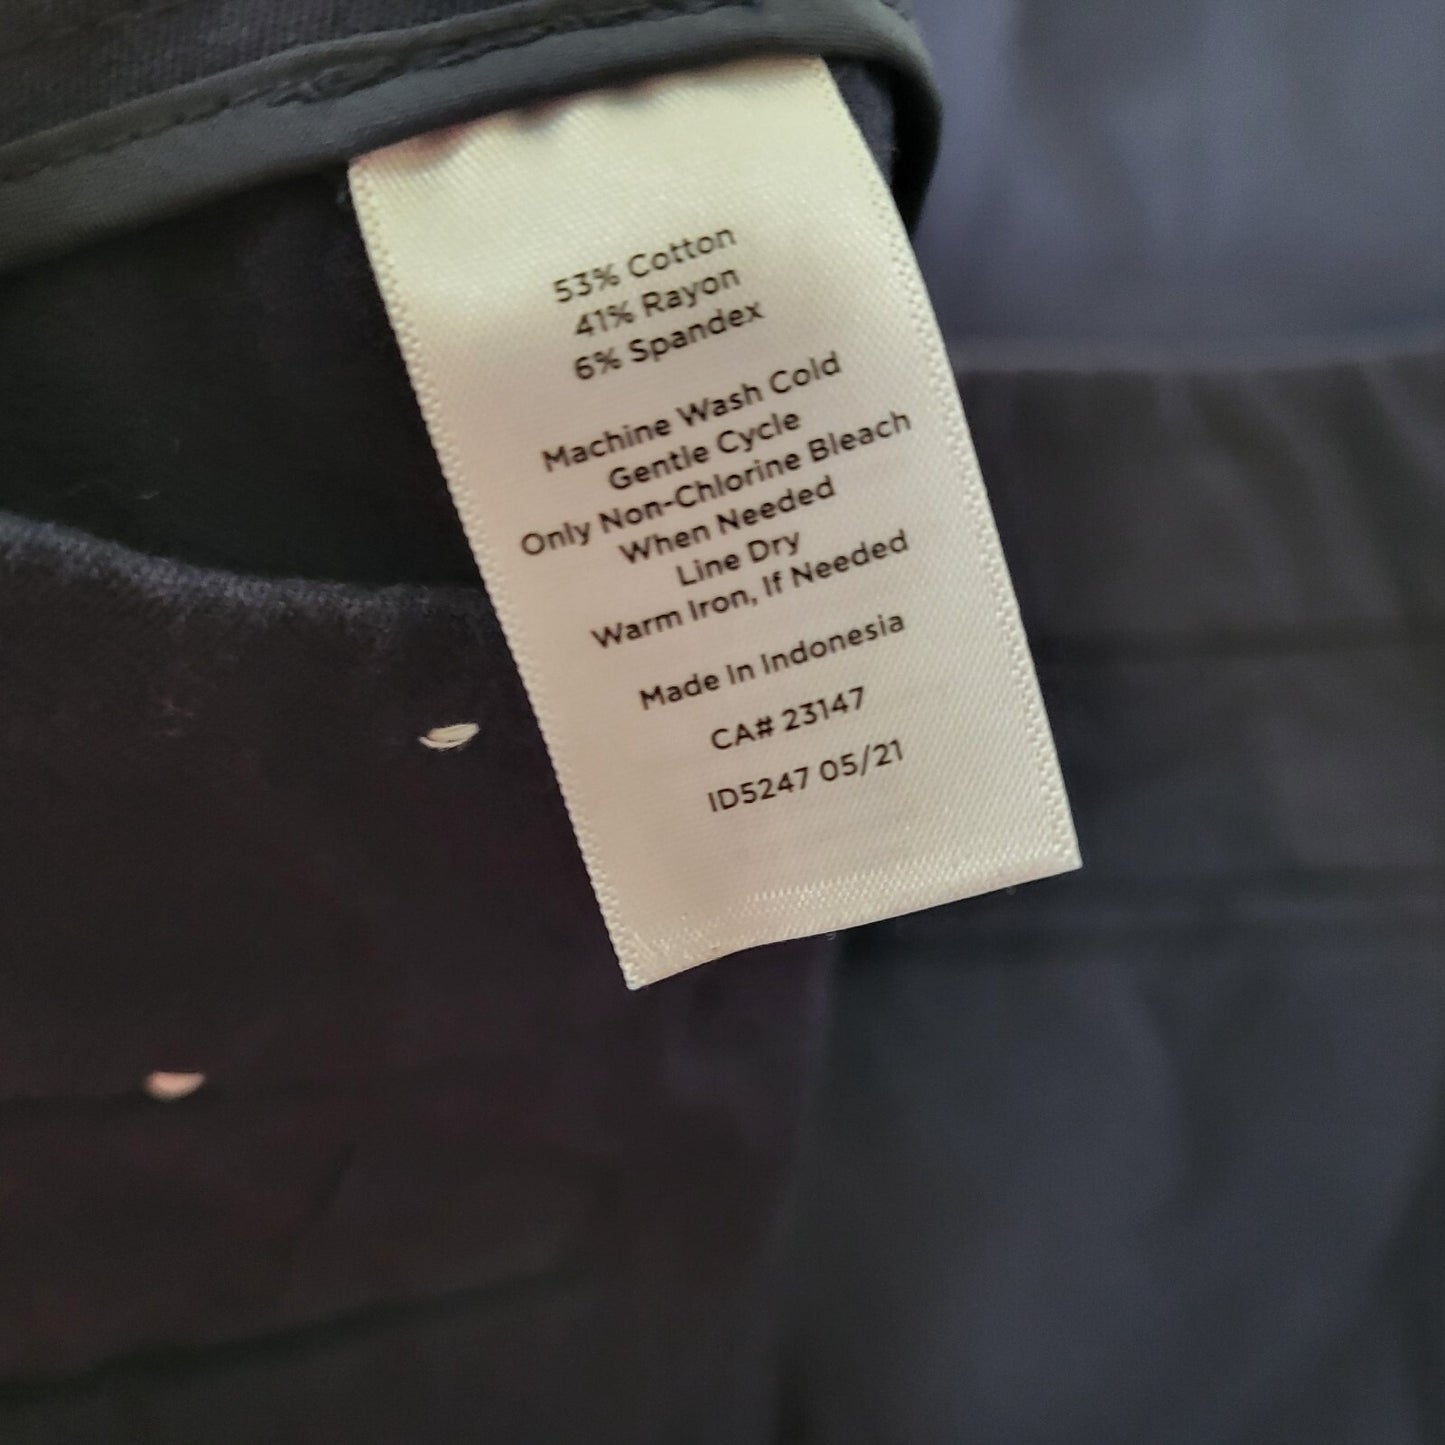 53% Cotton
41% Rayon
6% Spandex
Machine Wash Cold
Gentle Cycle
Only Non-Chlorine Bleach
When Needed
Line Dry
Warm Iron, If Needed
Made In Indonesia
CA# 23147
ID5247 05/21